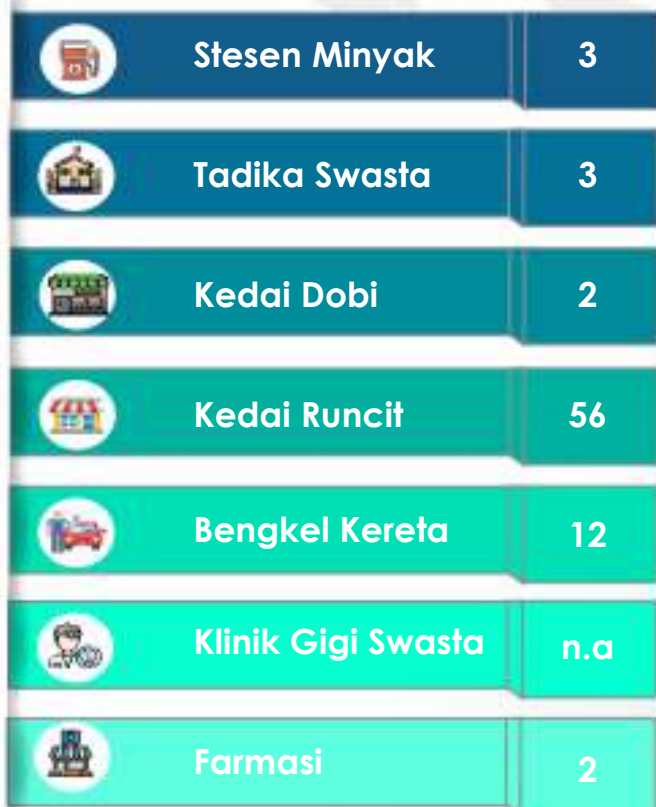 Stesen Minyak 3
Tadika Swasta 3
Kedai Dobi 2
Kedai Runcit 56
Bengkel Kereta 12
Klinik Gigi Swasta n.a
Farmasi 2